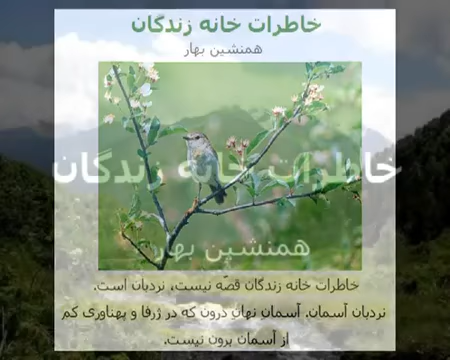 خاطرات خانه زندگان
همنشین بهار
خاطرات خانه زندگان
همنشین بهار
خاطرات خانه زندگان قصّه نیست، نردبان است.
نردبان آسمان. آسمان نهان درون که در ژرفا و پهناوری کم
از آسمان برون نیست.